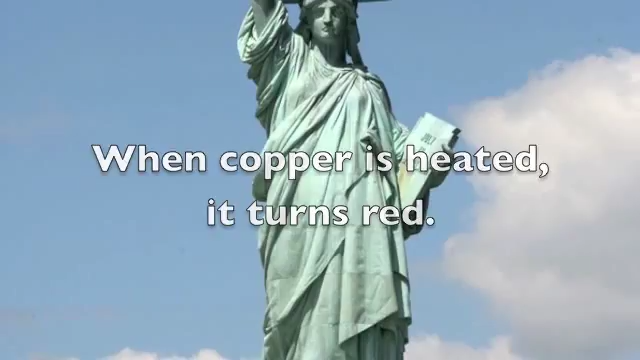 When copper is heated,
it turns red.